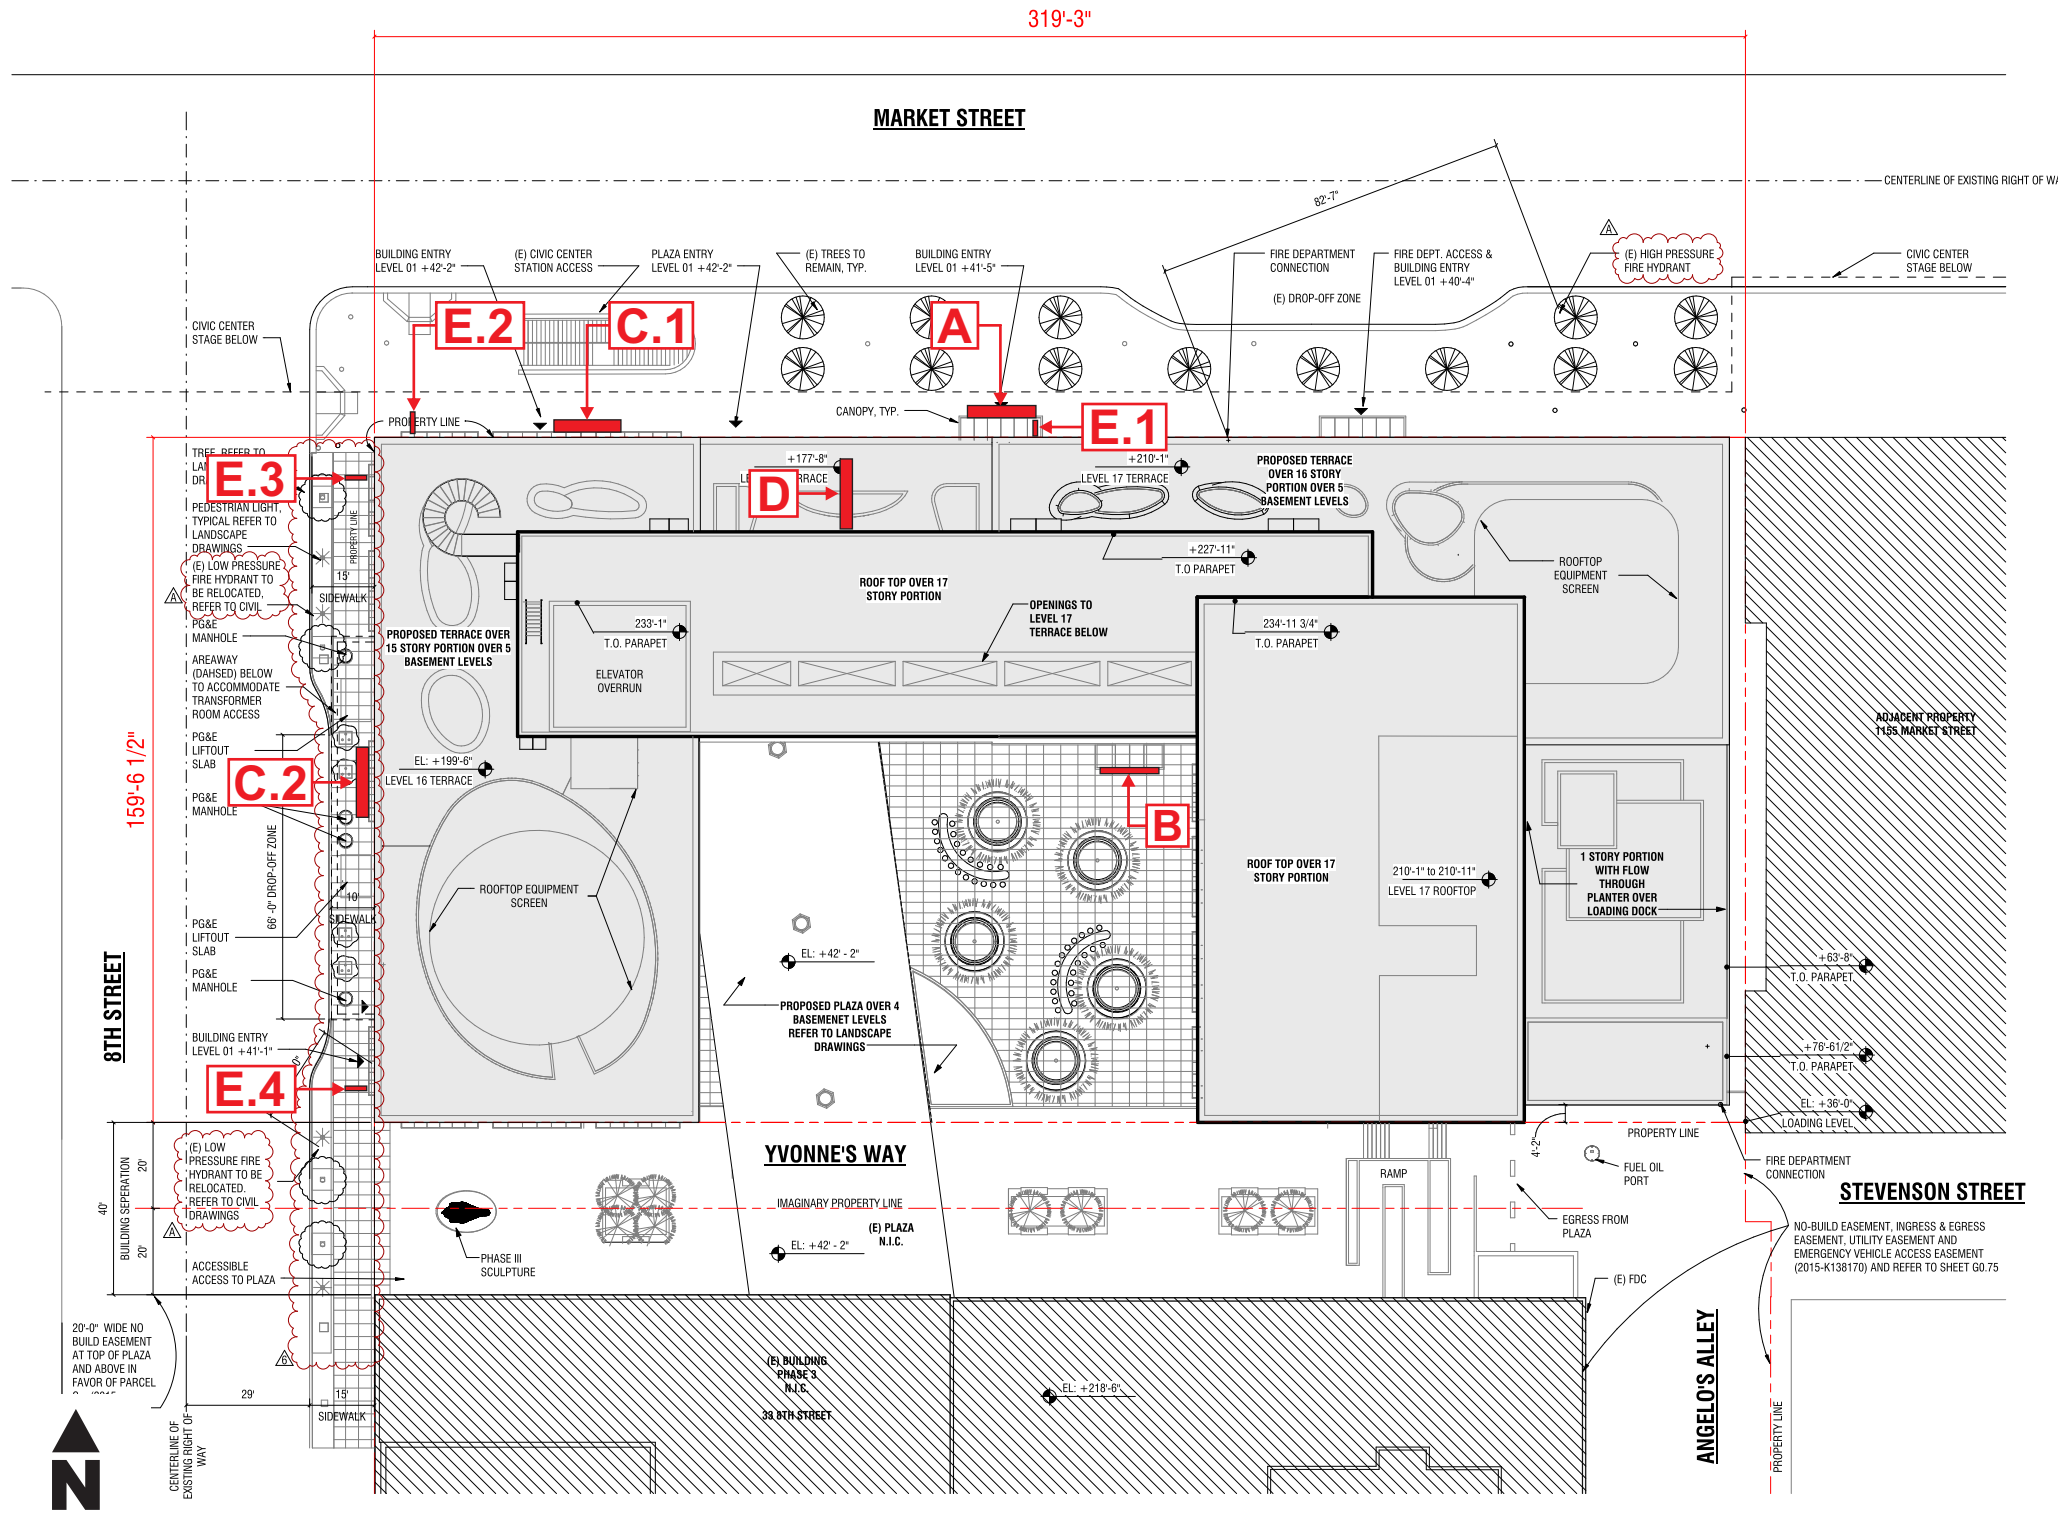 319'-3"
MARKET STREET
CENTERLINE OF EXISTING RIGHT OF WA
82'-7"
A
BUILDING ENTRY
LEVEL 01 +42'-2"
(E) CIVIC CENTER
STATION ACCESS
PLAZA ENTRY
LEVEL 01 +42'-2"
(E) TREES TO
REMAIN, TYP.
BUILDING ENTRY
LEVEL 01 +41'-5"
FIRE DEPARTMENT
CONNECTION
(E) DROP-OFF ZONE
FIRE DEPT. ACCESS &
BUILDING ENTRY
LEVEL 01 +40'-4"
(E) HIGH PRESSURE
FIRE HYDRANT
CIVIC CENTER
STAGE BELOW
CIVIC CENTER
STAGE BELOW
E.2
C.1
A
CANOPY, TYP.
E.1
PROPERTY LINE
TREE, REFER TO
E.3
PEDESTRIAN LIGHT,
TYPICAL REFER TO
LANDSCAPE
DRAWINGS
PROPERTY LINE
(E) LOW PRESSURE
FIRE HYDRANT TO
BE RELOCATED,
REFER TO CIVIL
A
15'
SIDEWALK
PG&E
MANHOLE
AREAWAY
(DAHSED) BELOW
TO ACCOMMODATE
TRANSFORMER
ROOM ACCESS
PG&E
LIFTOUT
SLAB
C.2
PG&E
MANHOLE
159'-6 1/2"
66' -0" DROP-OFF ZONE
10'
SIDEWALK
PG&E
LIFTOUT
SLAB
PG&E
MANHOLE
8TH STREET
BUILDING ENTRY
LEVEL 01 +41'-1"
E.4
+177'-8"
D
+210'-1"
LEVEL 17 TERRACE
PROPOSED TERRACE
OVER 16 STORY
PORTION OVER 5
BASEMENT LEVELS
+227'-11"
T.O PARAPET
ROOFTOP
EQUIPMENT
SCREEN
ROOF TOP OVER 17
STORY PORTION
OPENINGS TO
LEVEL 17
TERRACE BELOW
233'-1"
T.O. PARAPET
234'-11 3/4"
T.O. PARAPET
PROPOSED TERRACE OVER
15 STORY PORTION OVER 5
BASEMENT LEVELS
ELEVATOR
OVERRUN
EL: +199'-6"
LEVEL 16 TERRACE
ADJACENT PROPERTY
1155 MARKET STREET
B
ROOFTOP EQUIPMENT
SCREEN
ROOF TOP OVER 17
STORY PORTION
210'-1" to 210'-11"
LEVEL 17 ROOFTOP
1 STORY PORTION
WITH FLOW
THROUGH
PLANTER OVER
LOADING DOCK
EL: +42' - 2"
PROPOSED PLAZA OVER 4
BASEMENET LEVELS
REFER TO LANDSCAPE
DRAWINGS
+63'-8"
T.O. PARAPET
+76'-61/2"
T.O. PARAPET
EL: +36'-0"
LOADING LEVEL
4'-2"
PROPERTY LINE
FIRE DEPARTMENT
CONNECTION
STEVENSON STREET
YVONNE'S WAY
IMAGINARY PROPERTY LINE
(E) PLAZA
N.I.C.
EL: +42' - 2"
RAMP
FUEL OIL
PORT
EGRESS FROM
PLAZA
(E) FDC
NO-BUILD EASEMENT, INGRESS & EGRESS
EASEMENT, UTILITY EASEMENT AND
EMERGENCY VEHICLE ACCESS EASEMENT
(2015-K138170) AND REFER TO SHEET G0.75
40'
BUILDING SEPERATION
20'
20'
(E) LOW
PRESSURE FIRE
HYDRANT TO BE
RELOCATED.
REFER TO CIVIL
DRAWINGS
A
PHASE III
SCULPTURE
ACCESSIBLE
ACCESS TO PLAZA
20'-0" WIDE NO
BUILD EASEMENT
AT TOP OF PLAZA
AND ABOVE IN
FAVOR OF PARCEL
6
29'
15'
SIDEWALK
CENTERLINE OF
EXISTING RIGHT OF
WAY
(E) BUILDING
PHASE 3
N.I.C.
33 8TH STREET
EL: +218'-6"
ANGELO'S ALLEY
PROPERTY LINE
N